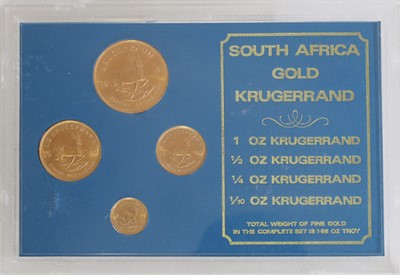 SOUTH AFRICA
GOLD
KRUGERRAND
1 OZ KRUGERRAND
½ OZ KRUGERRAND
¼ OZ KRUGERRAND
⅒ OZ KRUGERRAND
TOTAL WEIGHT OF FINE GOLD
IN THE COMPLETE SET IS 1·85 OZ TROY